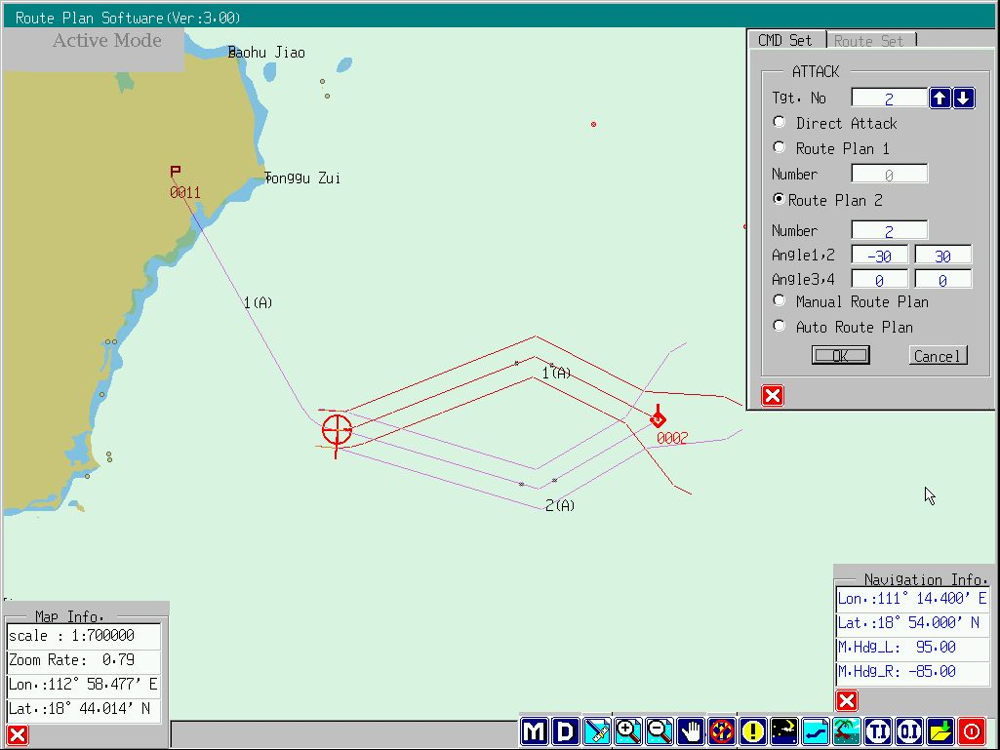 Route Plan Software(Ver:3.00)
Active Mode
Baohu Jiao
Tonggu Zui
0011
1(A)
1(A)
0002
2(A)
CMD Set
Route Set
ATTACK
Tgt. No 2
Direct Attack
Route Plan 1
Number 0
Route Plan 2
Number 2
Angle1,2 -30 30
Angle3,4 0 0
Manual Route Plan
Auto Route Plan
OK Cancel
Map Info.
scale : 1:700000
Zoom Rate: 0.79
Lon.:112° 58.477' E
Lat.:18° 44.014' N
Navigation Info.
Lon.:111° 14.400' E
Lat.:18° 54.000' N
M.Hdg_L: 95.00
M.Hdg_R: -85.00
M D T.I O.I